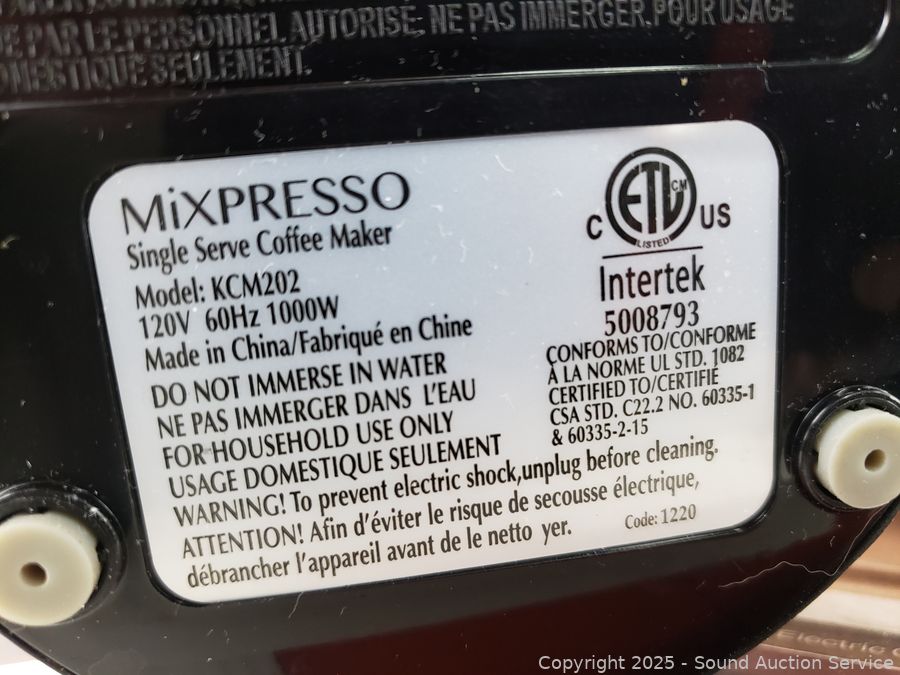 PAR LE PERSONNEL AUTORISE. NE PAS IMMERGER. POUR USAGE
DOMESTIQUE SEULEMENT.
MiXPRESSO
Single Serve Coffee Maker
Model: KCM202
120V 60Hz 1000W
Made in China/Fabriqué en Chine
DO NOT IMMERSE IN WATER
NE PAS IMMERGER DANS L'EAU
FOR HOUSEHOLD USE ONLY
USAGE DOMESTIQUE SEULEMENT
WARNING! To prevent electric shock,unplug before cleaning.
ATTENTION! Afin d'éviter le risque de secousse électrique,
débrancher l'appareil avant de le netto yer.
Code: 1220
ETL CM
C US
LISTED
Intertek
5008793
CONFORMS TO/CONFORME
À LA NORME UL STD. 1082
CERTIFIED TO/CERTIFIÉ
CSA STD. C22.2 NO. 60335-1
& 60335-2-15
Electric
Copyright 2025 - Sound Auction Service